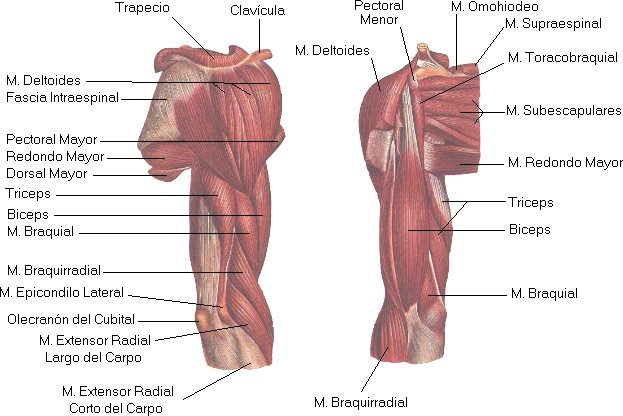 Trapecio
Clavícula
M. Deltoides
Fascia Intraespinal
Pectoral Mayor
Redondo Mayor
Dorsal Mayor
Triceps
Biceps
M. Braquial
M. Braquirradial
M. Epicondilo Lateral
Olecranón del Cubital
M. Extensor Radial
Largo del Carpo
M. Extensor Radial
Corto del Carpo
Pectoral
Menor
M. Omohiodeo
M. Supraespinal
M. Deltoides
M. Toracobraquial
M. Subescapulares
M. Redondo Mayor
Triceps
Biceps
M. Braquial
M. Braquirradial